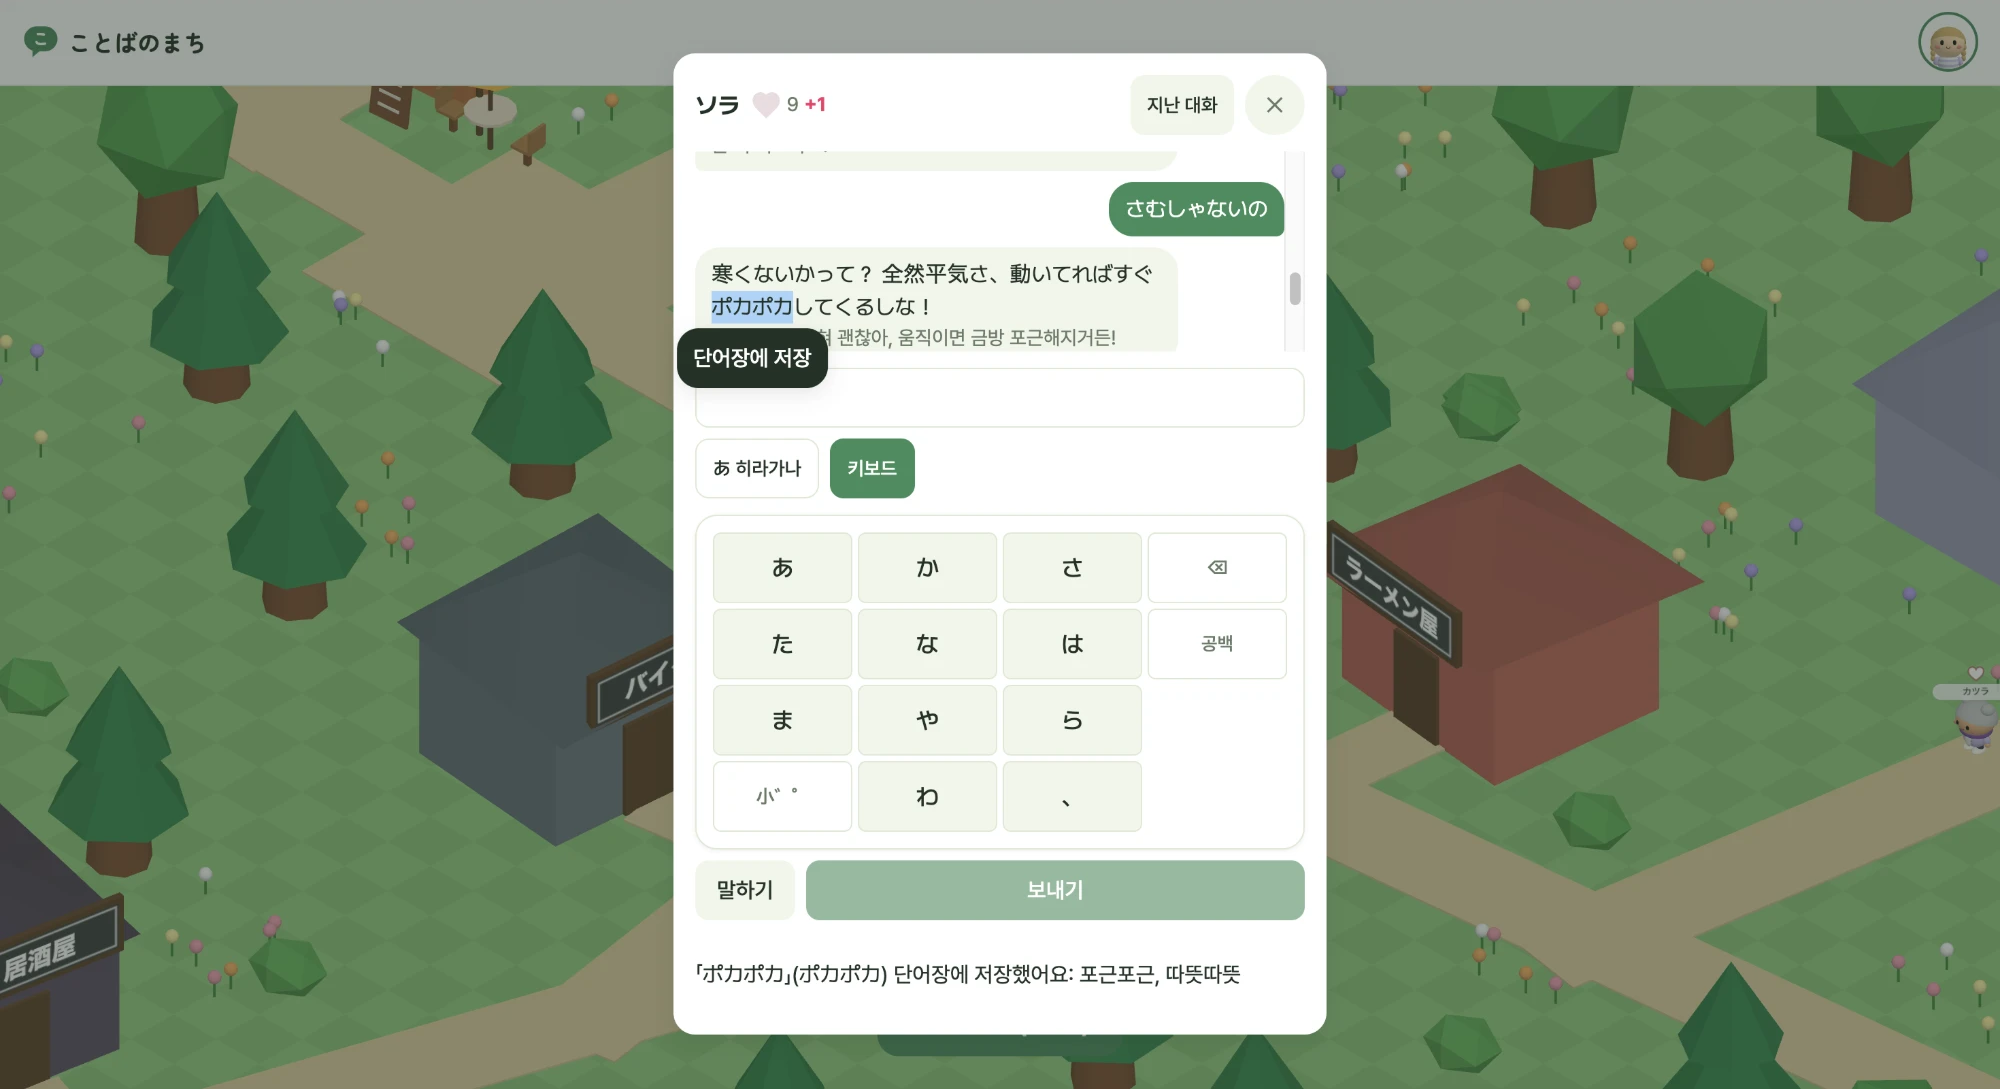 こ ことばのまち
ソラ 9 +1
지난 대화
さむしゃないの
寒くないかって？ 全然平気さ、動いてればすぐ
ポカポカしてくるしな！
괜찮아, 움직이면 금방 포근해지거든!
단어장에 저장
あ 히라가나
키보드
あ か さ
た な は 공백
ま や ら
小゛゜ わ 、
말하기 보내기
「ポカポカ」(ポカポカ) 단어장에 저장했어요: 포근포근, 따뜻따뜻
バイ
ラーメン屋
カツラ
居酒屋